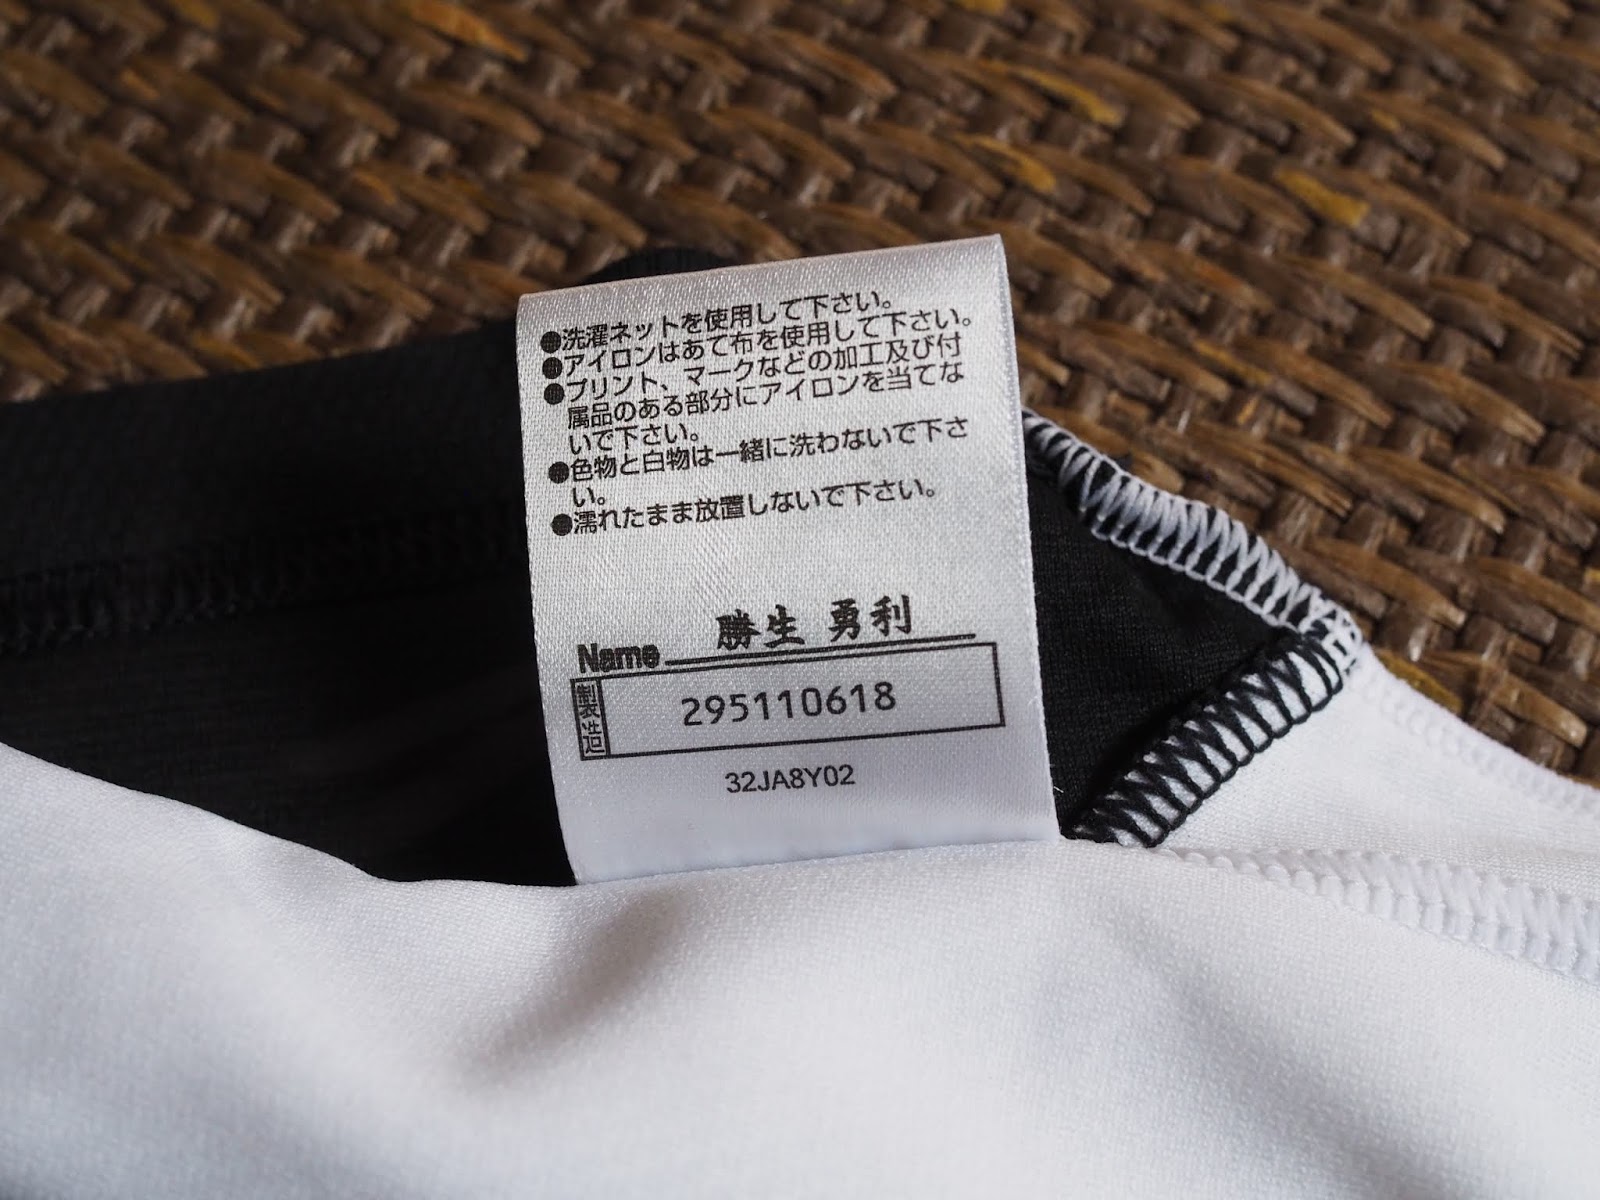 ●洗濯ネットを使用して下さい。
●アイロンはあて布を使用して下さい。
●プリント、マークなどの加工及び付
属品のある部分にアイロンを当てな
いで下さい。
●色物と白物は一緒に洗わないで下さ
い。
●濡れたまま放置しないで下さい。
Name 勝生 勇利
製造 295110618
32JA8Y02